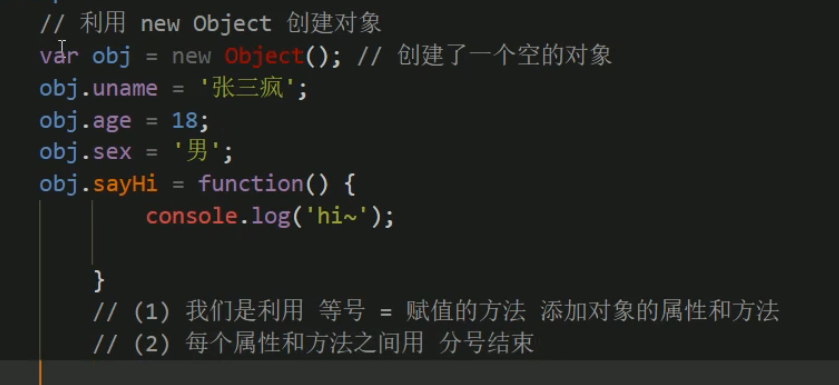 // 利用 new Object 创建对象
var obj = new Object(); // 创建了一个空的对象
obj.uname = '张三疯';
obj.age = 18;
obj.sex = '男';
obj.sayHi = function() {
console.log('hi~');
}
// (1) 我们是利用 等号 = 赋值的方法 添加对象的属性和方法
// (2) 每个属性和方法之间用 分号结束